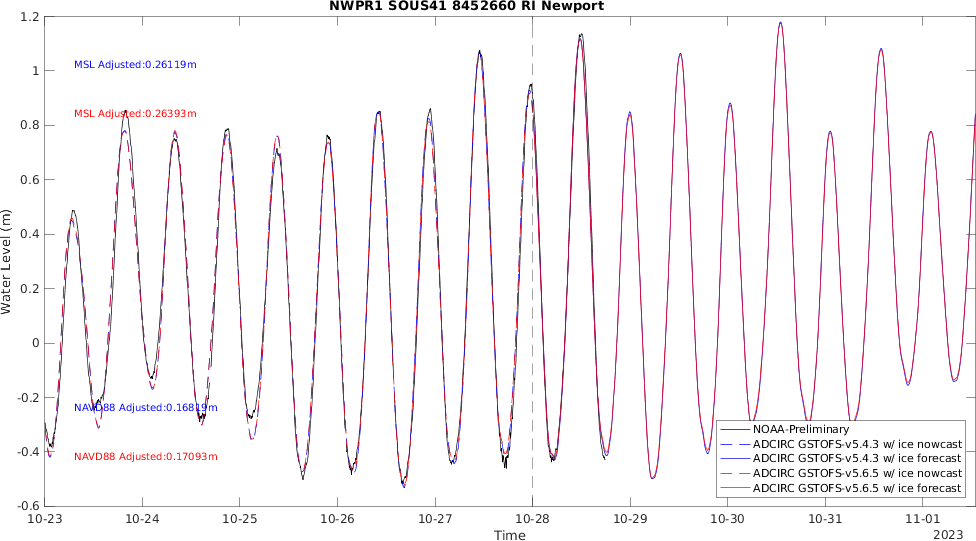 NWPR1 SOUS41 8452660 RI Newport
1.2
1
0.8
0.6
0.4
0.2
0
-0.2
-0.4
-0.6
Water Level (m)
MSL Adjusted:0.26119m
MSL Adjusted:0.26393m
NAVD88 Adjusted:0.16819m
NAVD88 Adjusted:0.17093m
NOAA-Preliminary
ADCIRC GSTOFS-v5.4.3 w/ ice nowcast
ADCIRC GSTOFS-v5.4.3 w/ ice forecast
ADCIRC GSTOFS-v5.6.5 w/ ice nowcast
ADCIRC GSTOFS-v5.6.5 w/ ice forecast
10-23 10-24 10-25 10-26 10-27 10-28 10-29 10-30 10-31 11-01
Time
2023